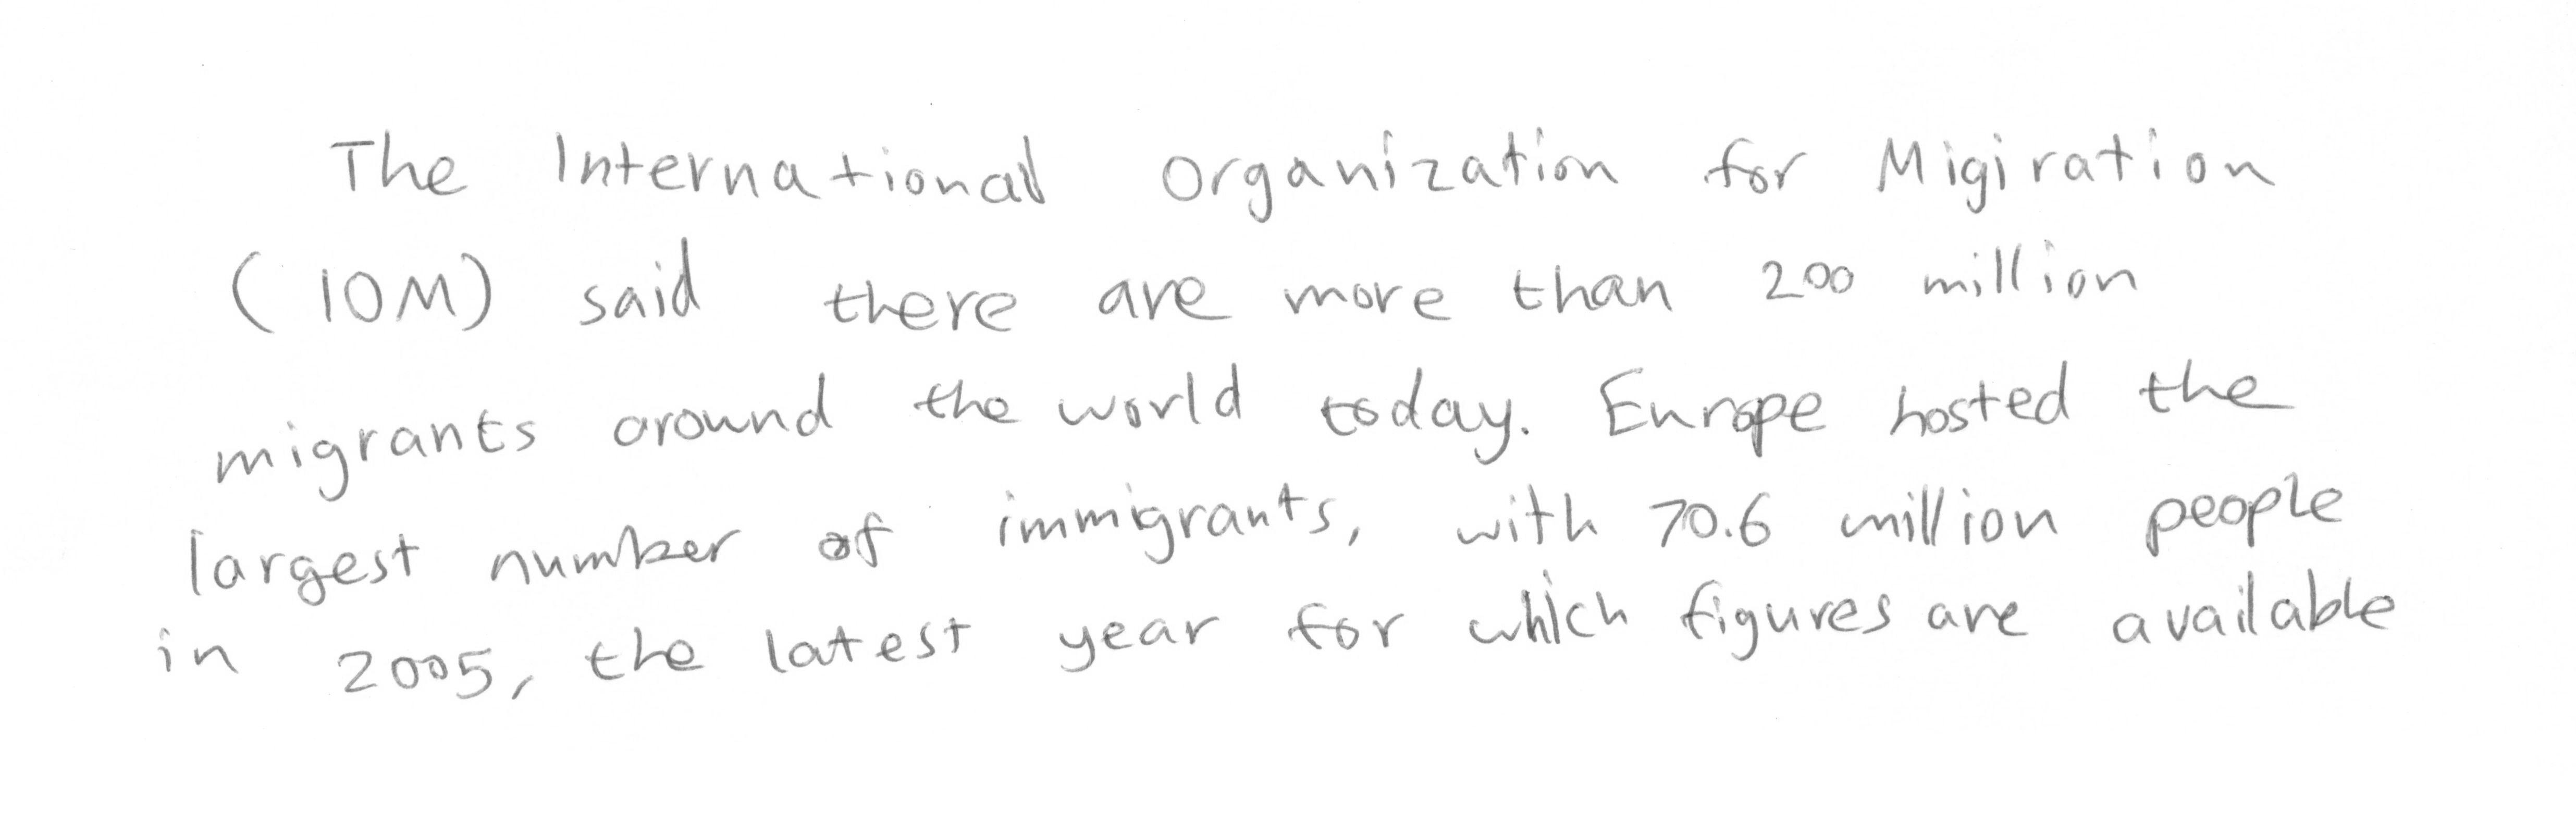 The International Organization for Migiration
(IOM) said there are more than 200 million
migrants around the world today. Europe hosted the
largest number of immigrants, with 70.6 million people
in 2005, the latest year for which figures are available